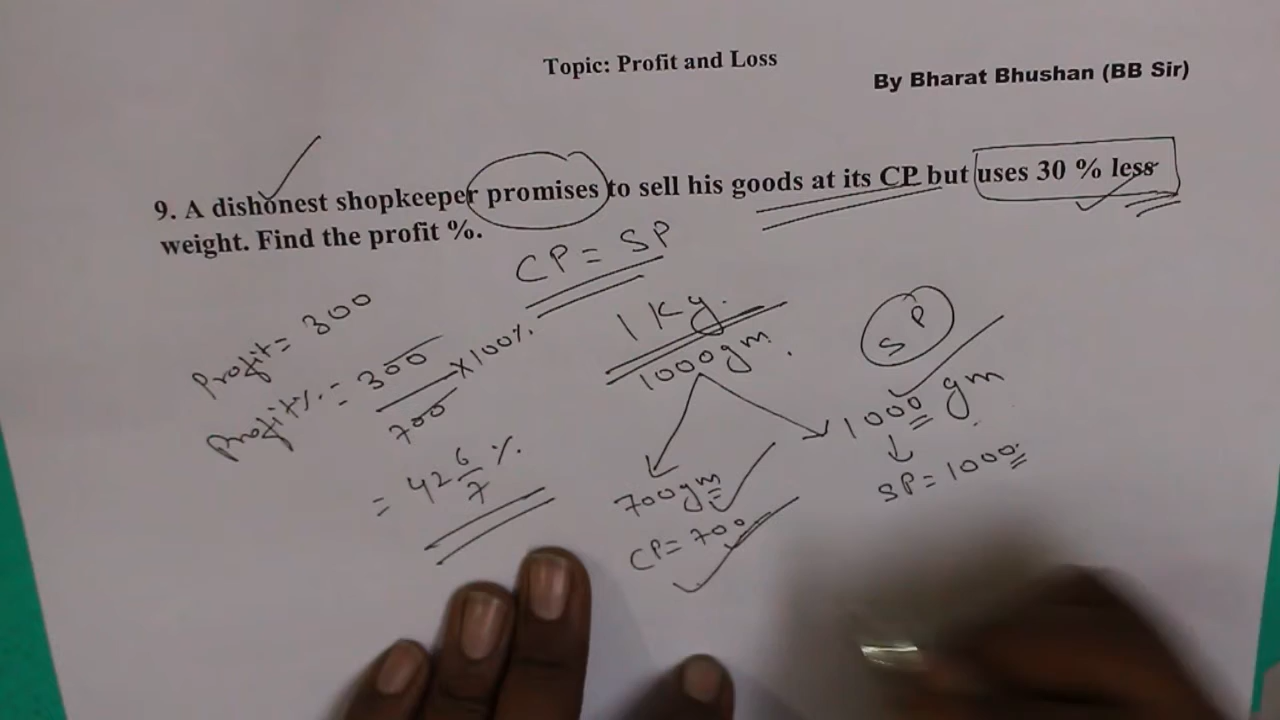 Topic: Profit and Loss
By Bharat Bhushan (BB Sir)
9. A dishonest shopkeeper promises to sell his goods at its CP but uses 30 % less
weight. Find the profit %.
CP = SP
Profit = 300
Profit% = 300/700 × 100%
= 42 6/7 %
1 Kg.
1000gm.
700gm
CP = 700
SP
1000 gm
SP = 1000